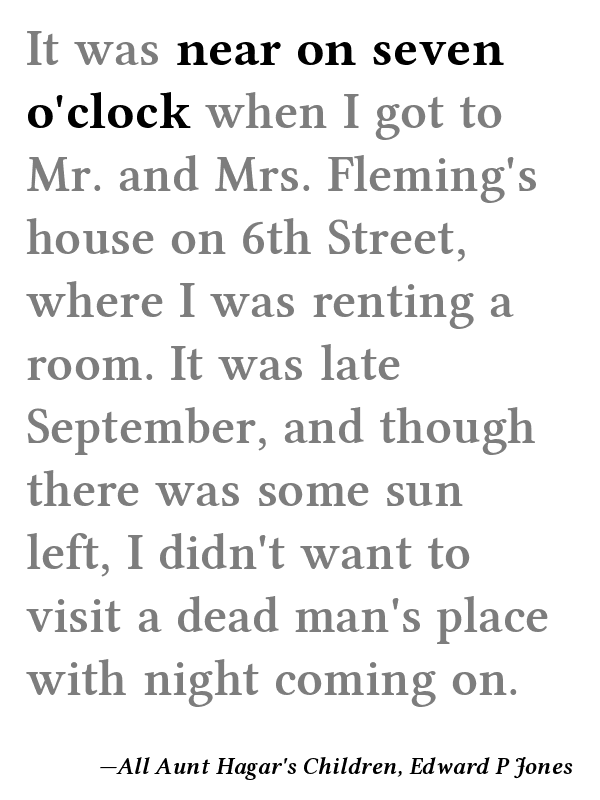 It was near on seven
o'clock when I got to
Mr. and Mrs. Fleming's
house on 6th Street,
where I was renting a
room. It was late
September, and though
there was some sun
left, I didn't want to
visit a dead man's place
with night coming on.
—All Aunt Hagar's Children, Edward P Jones